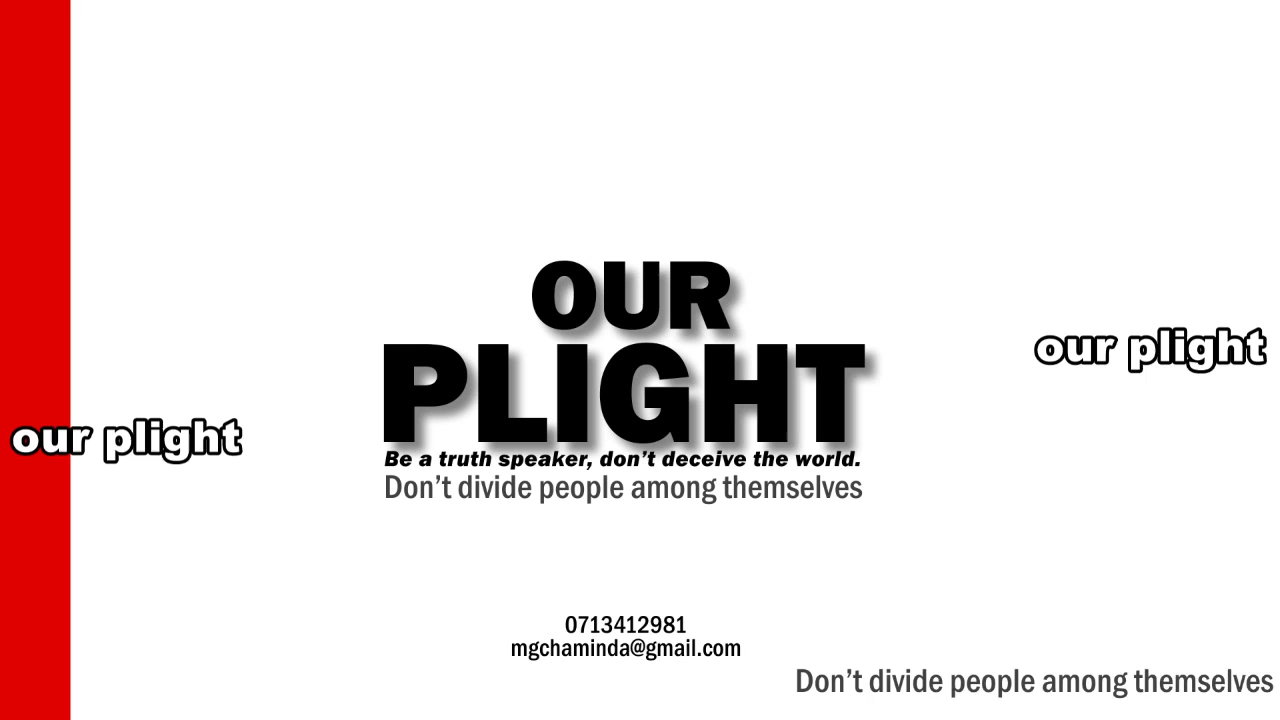 OUR
PLIGHT
Be a truth speaker, don't deceive the world.
Don't divide people among themselves
our plight
our plight
0713412981
mgchaminda@gmail.com
Don't divide people among themselves